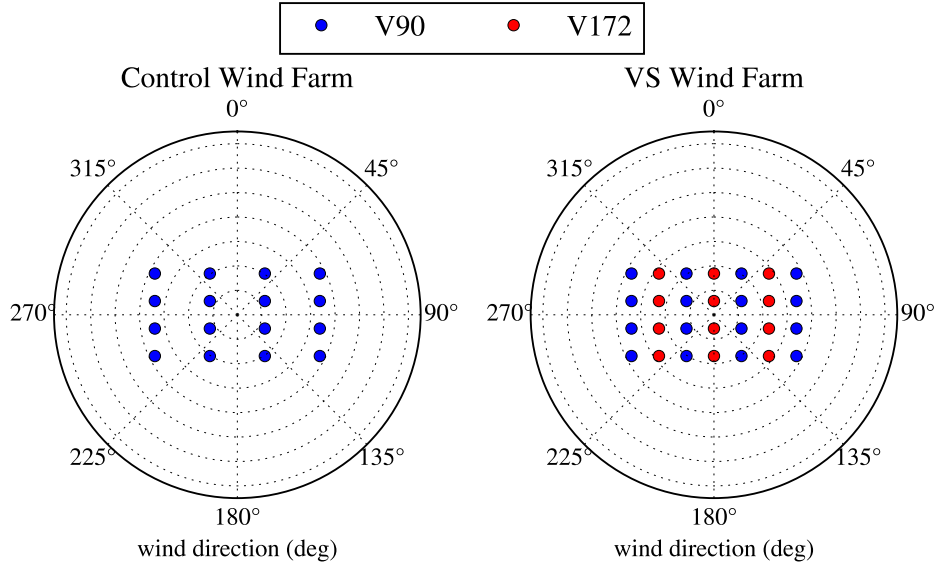 V90 V172
Control Wind Farm VS Wind Farm
0° 0°
315° 45° 315° 45°
270° 90° 270° 90°
225° 135° 225° 135°
180° 180°
wind direction (deg) wind direction (deg)